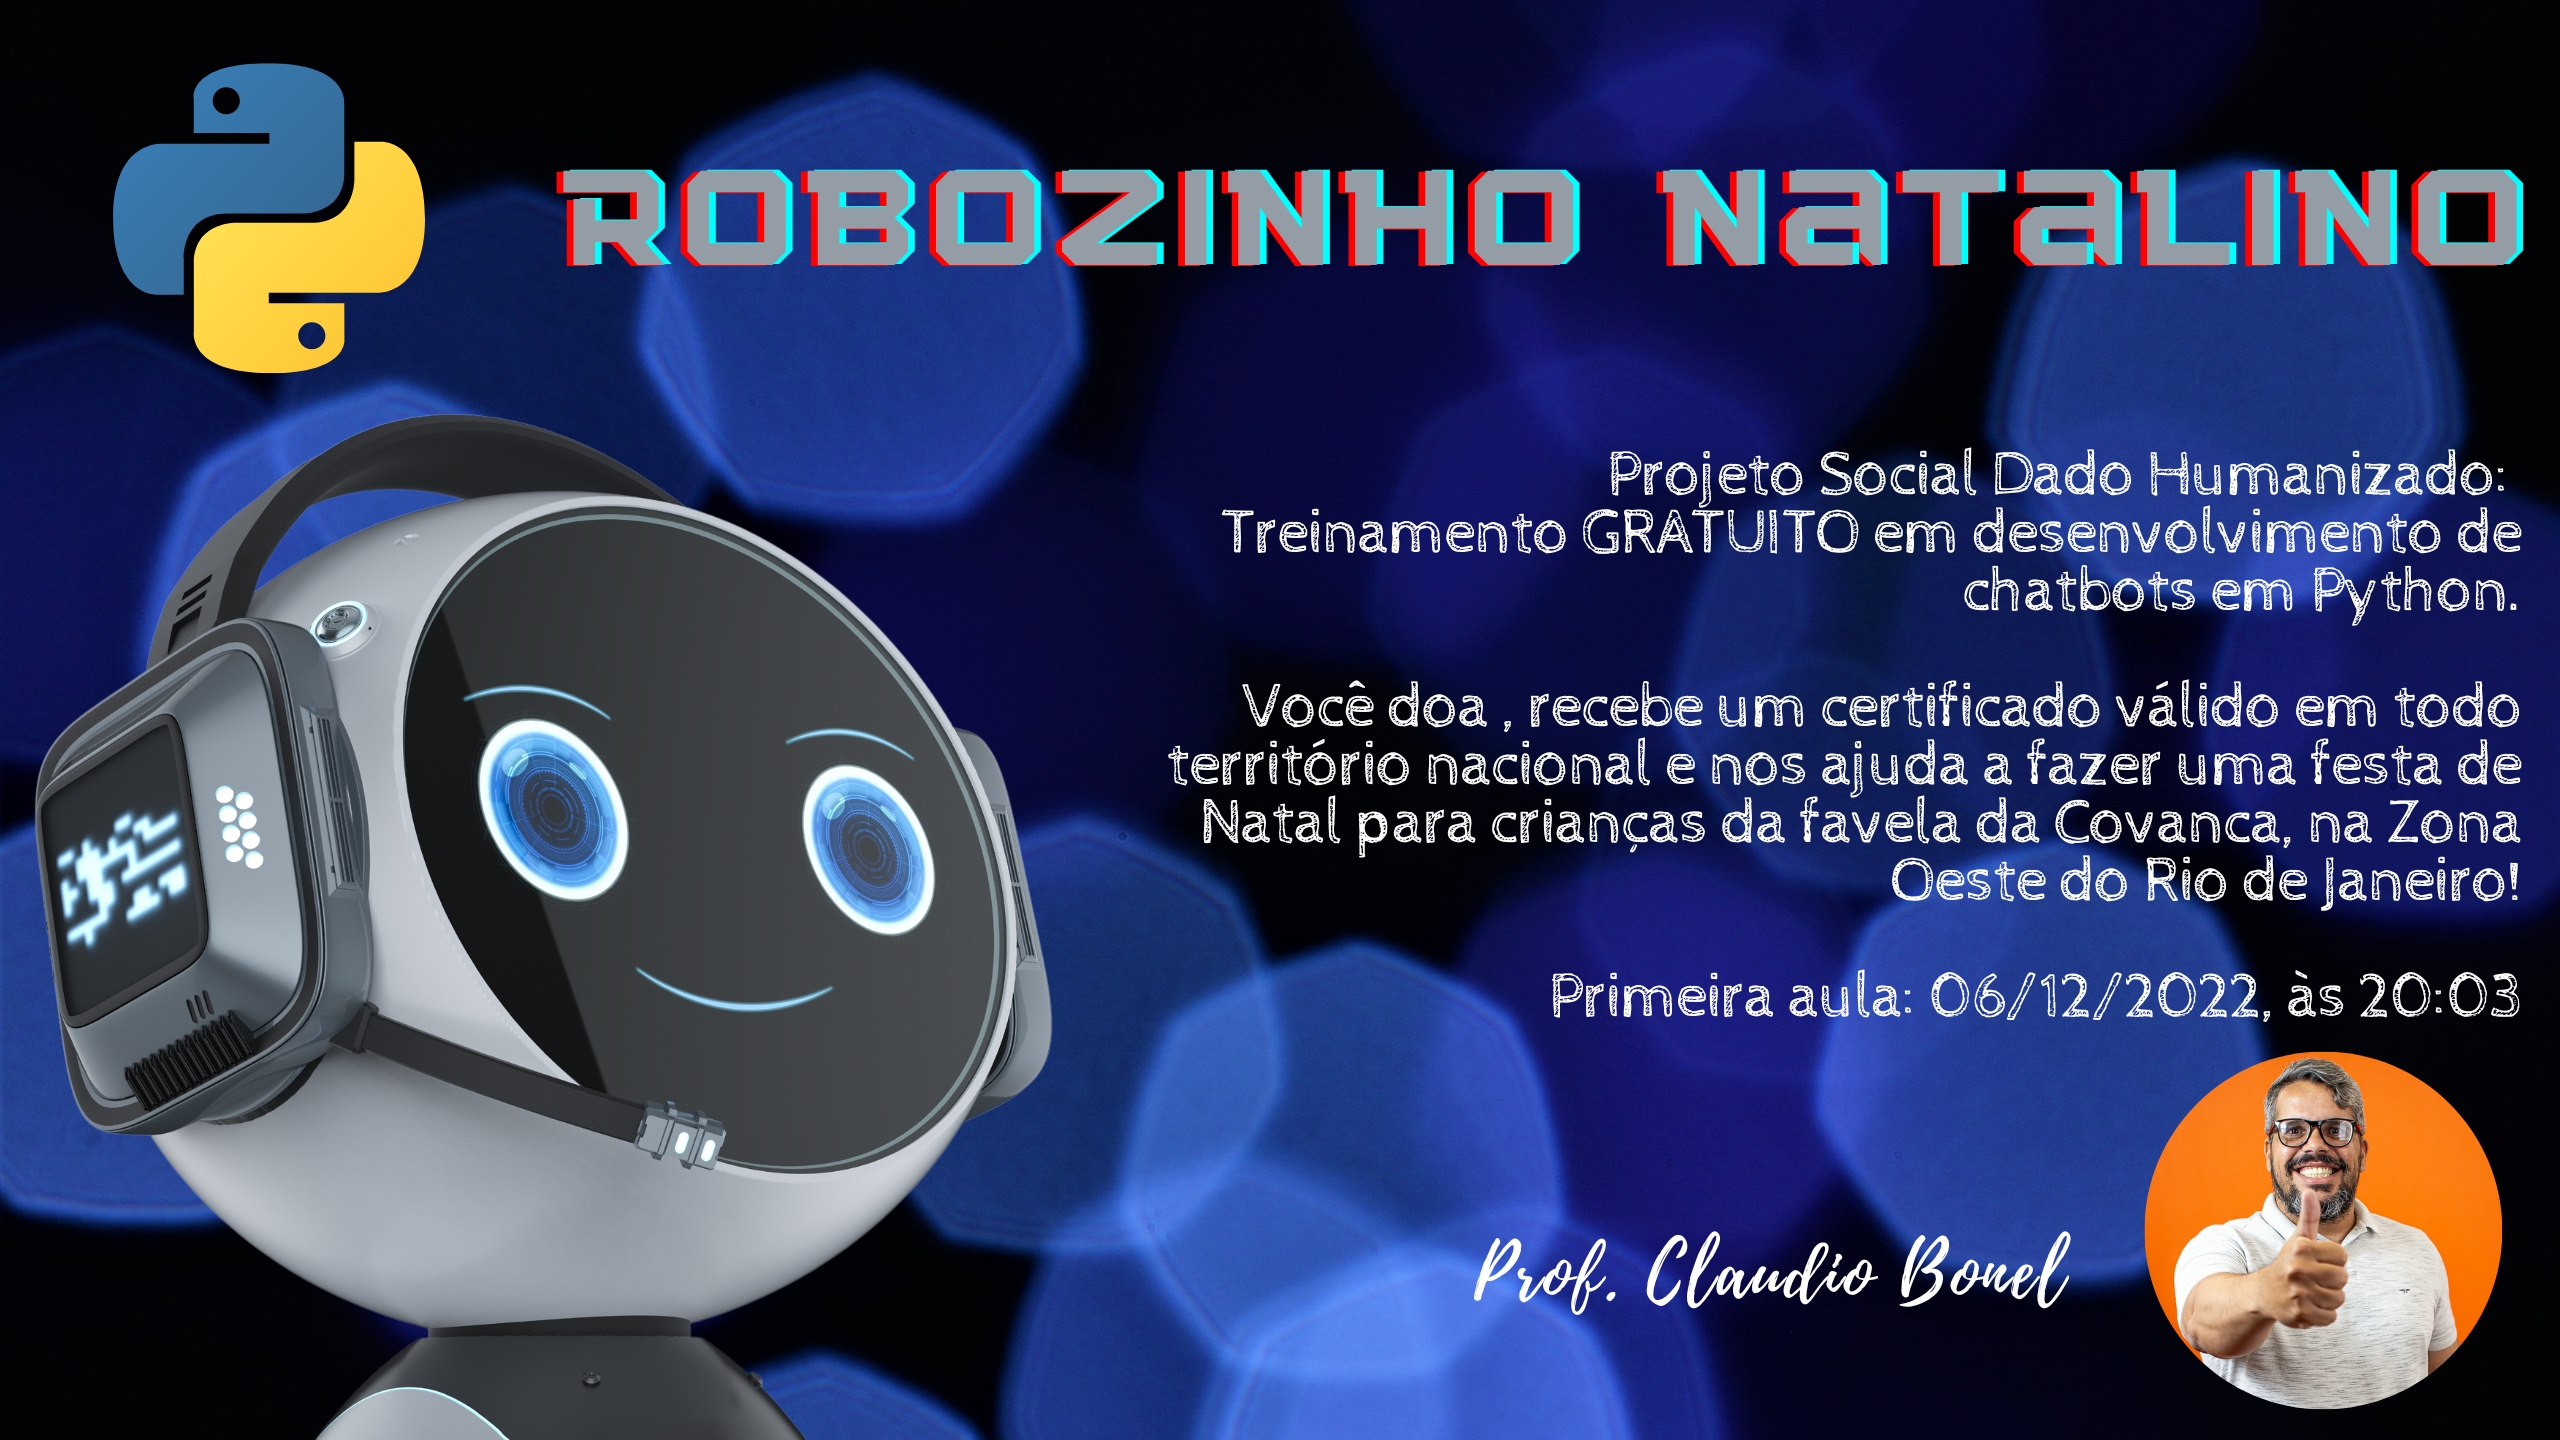 ROBOZINHO NATALINO
Projeto Social Dado Humanizado:
Treinamento GRATUITO em desenvolvimento de
chatbots em Python.
Você doa , recebe um certificado válido em todo
território nacional e nos ajuda a fazer uma festa de
Natal para crianças da favela da Covanca, na Zona
Oeste do Rio de Janeiro!
Primeira aula: 06/12/2022, às 20:03
Prof. Claudio Bonel